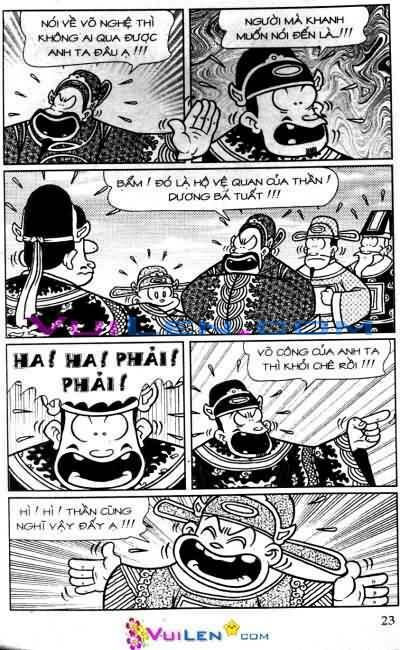 NÓI VỀ VÕ NGHỆ THÌ
KHÔNG AI QUA ĐƯỢC
ANH TA ĐÂU Ạ !!!
NGƯỜI MÀ KHANH
MUỐN NÓI ĐẾN LÀ...!!!
BẨM ! ĐÓ LÀ HỘ VỆ QUAN CỦA THẦN !
DƯƠNG BÁ TUẤT !!!
VUILEN.COM
HA! HA! PHẢI!
PHẢI!
VÕ CÔNG CỦA ANH TA
THÌ KHỎI CHÊ RỒI !!!
HÌ ! HÌ ! THẦN CŨNG
NGHĨ VẬY ĐẤY Ạ !!!
23
VUILEN COM